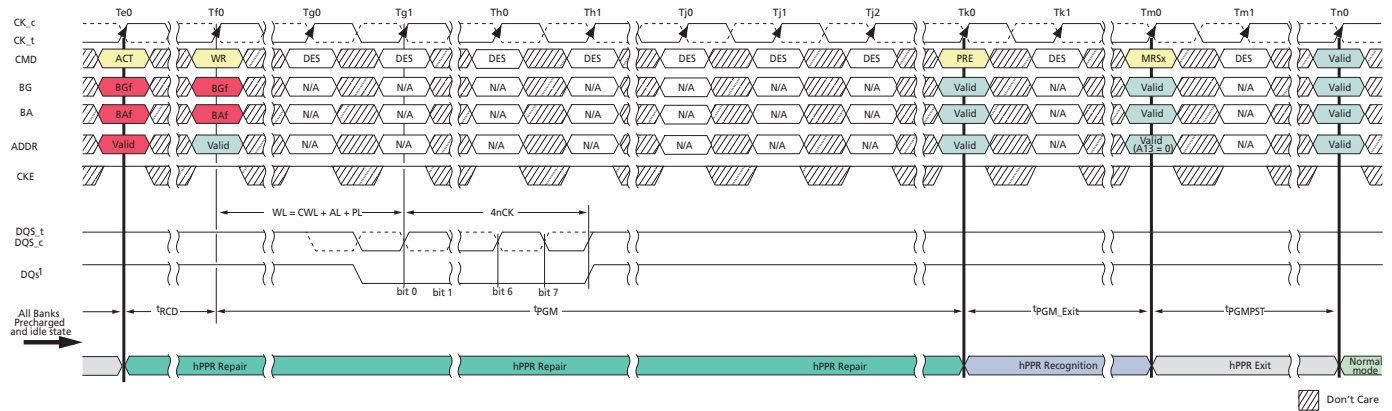 Te0 Tf0 Tg0 Tg1 Th0 Th1 Tj0 Tj1 Tj2 Tk0 Tk1 Tm0 Tm1 Tn0
CK_c
CK_t
CMD ACT WR DES DES DES DES DES DES DES PRE DES MRSx DES Valid
BG BGf BGf N/A N/A N/A N/A N/A N/A N/A Valid N/A Valid N/A Valid
BA BAf BAf N/A N/A N/A N/A N/A N/A N/A Valid N/A Valid N/A Valid
ADDR Valid Valid N/A N/A N/A N/A N/A N/A N/A Valid N/A Valid (A13 = 0) N/A Valid
CKE
WL = CWL + AL + PL 4nCK
DQS_t
DQS_c
DQs1
bit 0 bit 1 bit 6 bit 7
All Banks
Precharged
and idle state
tRCD tPGM tPGM_Exit tPGMPST
hPPR Repair hPPR Repair hPPR Repair hPPR Recognition hPPR Exit Normal
mode
Don't Care